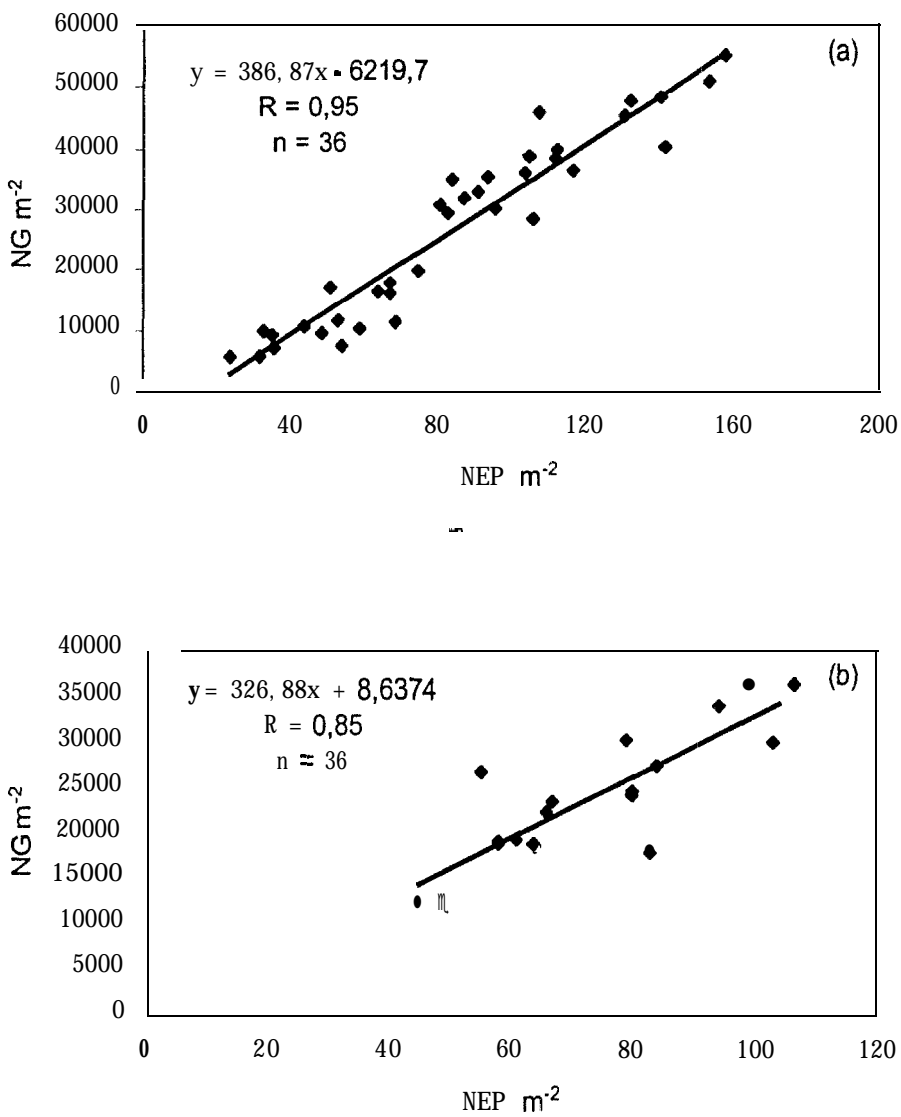 60000
50000
40000
30000
20000
10000
0
NG m⁻²
(a)
y = 386, 87x - 6219,7
R = 0,95
n = 36
0 40 80 120 160 200
NEP m⁻²
40000
35000
30000
25000
20000
15000
10000
5000
0
NG m⁻²
(b)
y = 326, 88x + 8,6374
R = 0,85
n = 36
0 20 40 60 80 100 120
NEP m⁻²